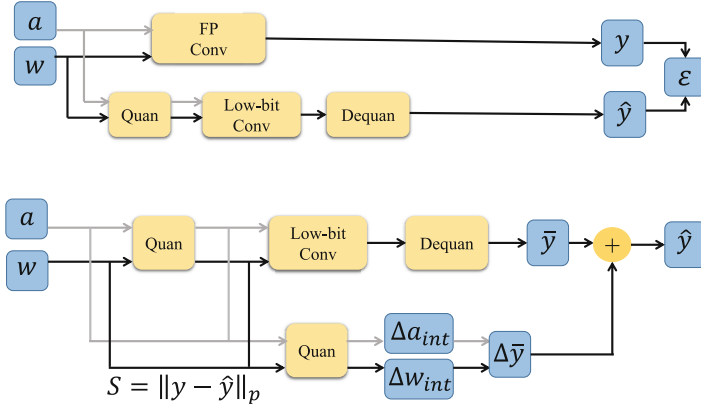 a
FP
Conv
y
w
ε
Quan
Low-bit
Conv
Dequan
ŷ
a
Quan
Low-bit
Conv
Dequan
ȳ
+
ŷ
w
Quan
Δa_int
Δw_int
Δȳ
S = ‖y − ŷ‖_p